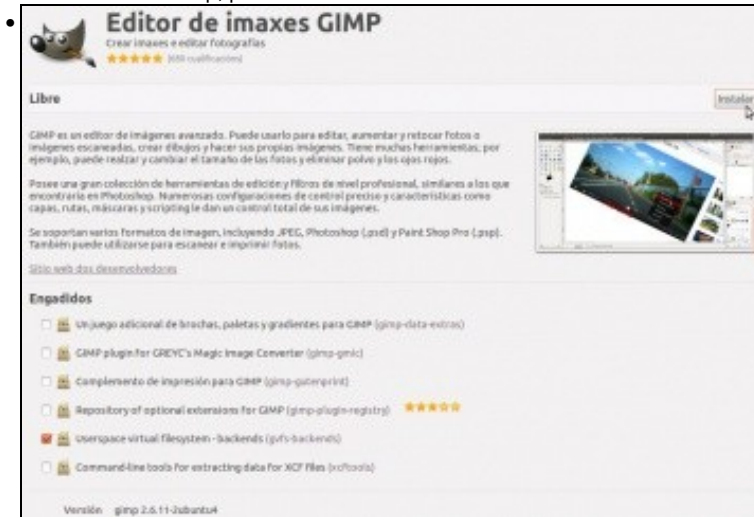 Editor de imaxes GIMP
Crear imaxes e editar fotografías
Libre
Instalar
GIMP es un editor de imágenes avanzado. Puede usarlo para editar, aumentar y retocar fotos o
imágenes escaneadas, crear dibujos y hacer sus propias imágenes. Tiene muchas herramientas, por
ejemplo, puede realzar y cambiar el tamaño de las fotos y eliminar polvo y los ojos rojos.
Posee una gran colección de herramientas de edición y filtros de nivel profesional, similares a los que
encontraría en Photoshop. Numerosas configuraciones de control preciso y características como
capas, rutas, máscaras y scripting le dan un control total de sus imágenes.
Se soportan varios formatos de imagen, incluyendo JPEG, Photoshop (.psd) y Paint Shop Pro (.psp).
También puede utilizarse para escanear e imprimir fotos.
Sitio web dos desenvolvedores
Engadidos
Un juego adicional de brochas, paletas y gradientes para GIMP (gimp-data-extras)
GIMP plugin for GREYC's Magic Image Converter (gimp-gmic)
Complemento de impresión para GIMP (gimp-gutenprint)
Repository of optional extensions for GIMP (gimp-plugin-registry)
Userspace virtual filesystem - backends (gvfs-backends)
Command-line tools for extracting data for XCF files (xcftools)
Versión gimp 2.6.11-2ubuntu4